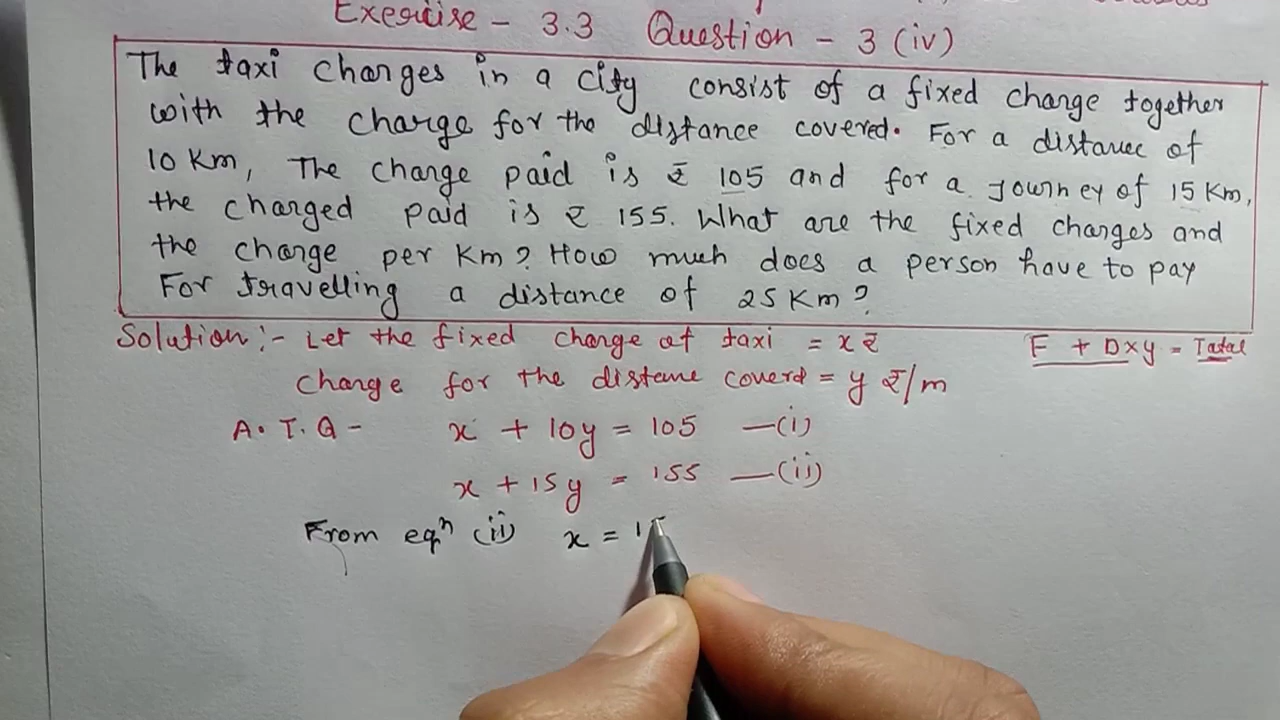 Exercise - 3.3 Question - 3 (iv)
The taxi charges in a city consist of a fixed charge together
with the charge for the distance covered. For a distance of
10 Km, The charge paid is ₹ 105 and for a Journey of 15 Km,
the charged paid is ₹ 155. What are the fixed charges and
the charge per Km? How much does a person have to pay
For travelling a distance of 25 Km?
Solution :- Let the fixed charge of taxi = x ₹
F + D×y = Total
Charge for the distane coverd = y ₹/m
A.T.Q - x + 10y = 105 —(i)
x + 15y = 155 —(ii)
From eqⁿ (ii) x = 1